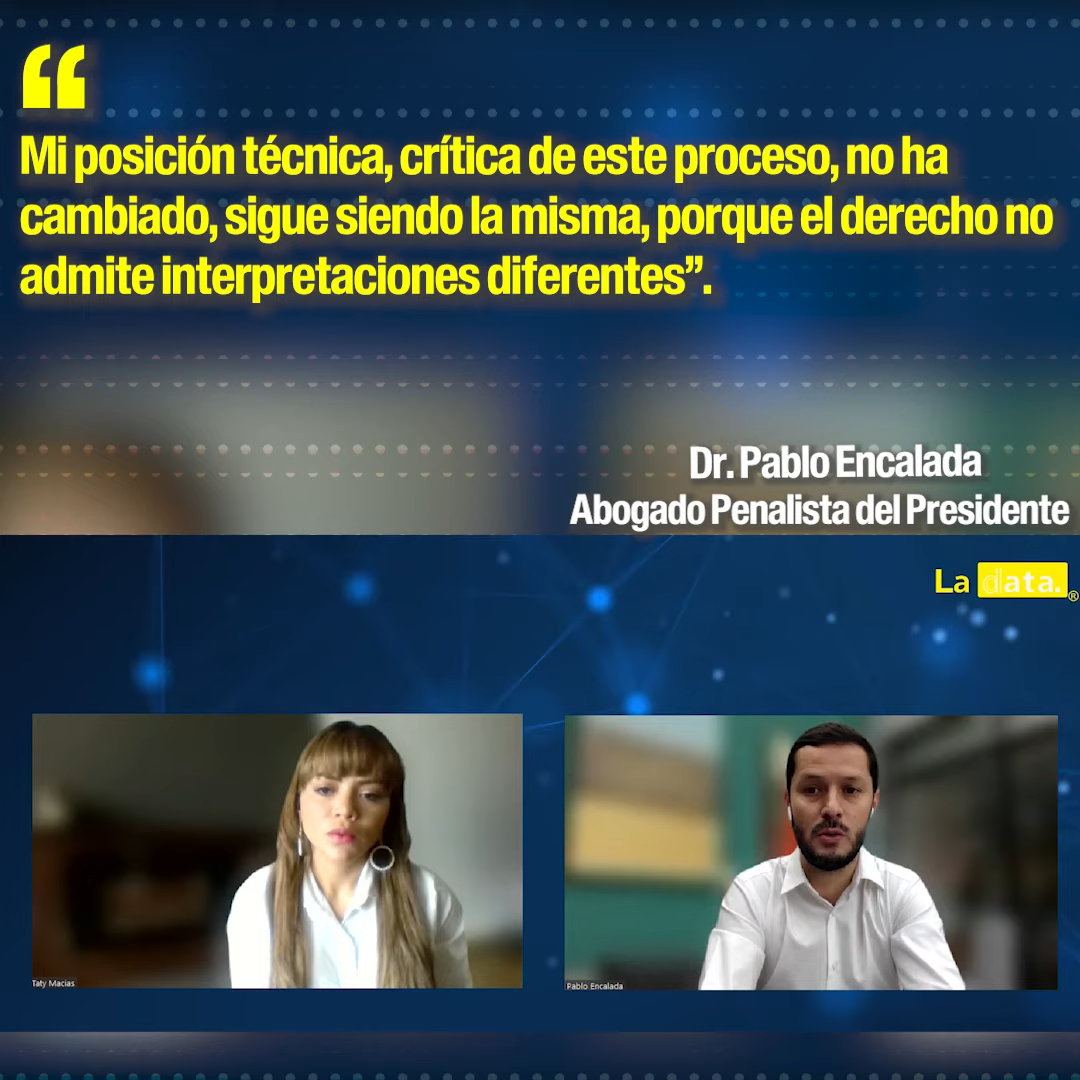 “
Mi posición técnica, crítica de este proceso, no ha
cambiado, sigue siendo la misma, porque el derecho no
admite interpretaciones diferentes”.
Dr. Pablo Encalada
Abogado Penalista del Presidente
La data.®
Taty Macias
Pablo Encalada